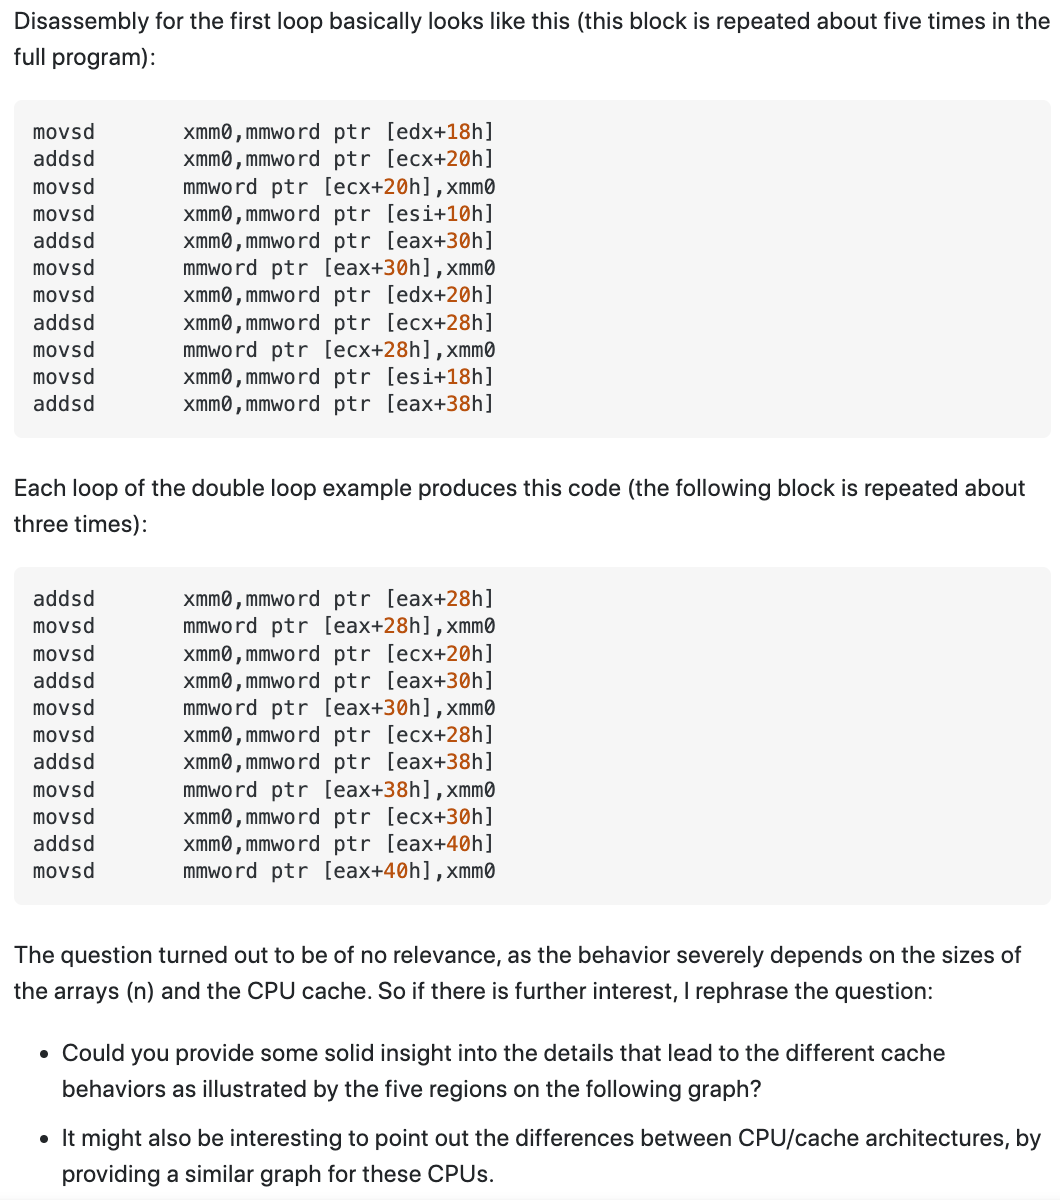 Disassembly for the first loop basically looks like this (this block is repeated about five times in the
full program):
movsd xmm0,mmword ptr [edx+18h]
addsd xmm0,mmword ptr [ecx+20h]
movsd mmword ptr [ecx+20h],xmm0
movsd xmm0,mmword ptr [esi+10h]
addsd xmm0,mmword ptr [eax+30h]
movsd mmword ptr [eax+30h],xmm0
movsd xmm0,mmword ptr [edx+20h]
addsd xmm0,mmword ptr [ecx+28h]
movsd mmword ptr [ecx+28h],xmm0
movsd xmm0,mmword ptr [esi+18h]
addsd xmm0,mmword ptr [eax+38h]
Each loop of the double loop example produces this code (the following block is repeated about
three times):
addsd xmm0,mmword ptr [eax+28h]
movsd mmword ptr [eax+28h],xmm0
movsd xmm0,mmword ptr [ecx+20h]
addsd xmm0,mmword ptr [eax+30h]
movsd mmword ptr [eax+30h],xmm0
movsd xmm0,mmword ptr [ecx+28h]
addsd xmm0,mmword ptr [eax+38h]
movsd mmword ptr [eax+38h],xmm0
movsd xmm0,mmword ptr [ecx+30h]
addsd xmm0,mmword ptr [eax+40h]
movsd mmword ptr [eax+40h],xmm0
The question turned out to be of no relevance, as the behavior severely depends on the sizes of
the arrays (n) and the CPU cache. So if there is further interest, I rephrase the question:
• Could you provide some solid insight into the details that lead to the different cache
behaviors as illustrated by the five regions on the following graph?
• It might also be interesting to point out the differences between CPU/cache architectures, by
providing a similar graph for these CPUs.